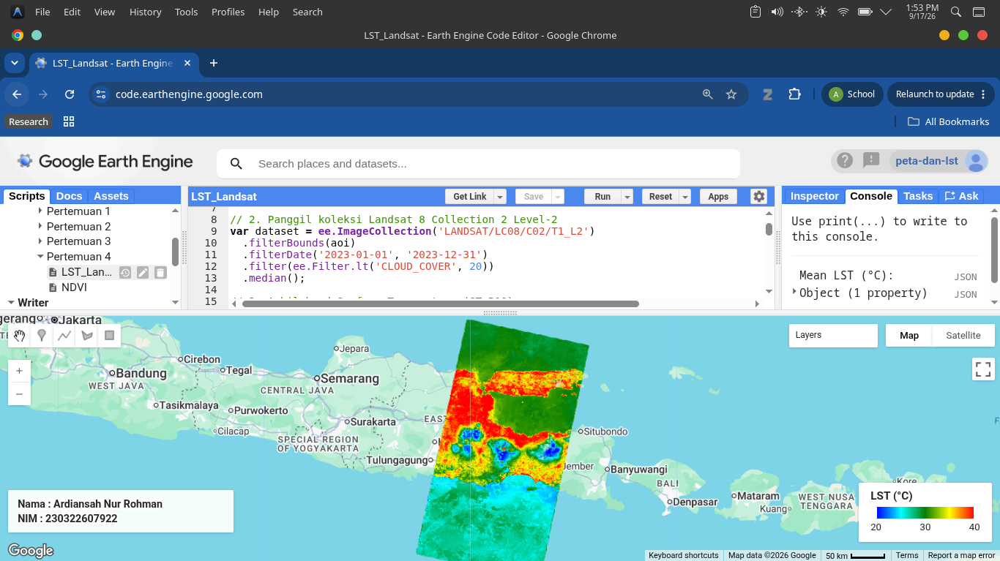 File Edit View History Tools Profiles Help Search
1:53 PM
9/17/26
LST_Landsat - Earth Engine Code Editor - Google Chrome
LST_Landsat - Earth Engine
code.earthengine.google.com
A School
Relaunch to update
Research
All Bookmarks
Google Earth Engine
Search places and datasets...
peta-dan-lst
Scripts Docs Assets
LST_Landsat
Get Link Save Run Reset Apps
Inspector Console Tasks Ask
Pertemuan 1
Pertemuan 2
Pertemuan 3
Pertemuan 4
LST_Lan...
NDVI
Writer
7
8 // 2. Panggil koleksi Landsat 8 Collection 2 Level-2
9 var dataset = ee.ImageCollection('LANDSAT/LC08/C02/T1_L2')
10 .filterBounds(aoi)
11 .filterDate('2023-01-01', '2023-12-31')
12 .filter(ee.Filter.lt('CLOUD_COVER', 20))
13 .median();
14
15
Use print(...) to write to
this console.
Mean LST (°C): JSON
Object (1 property) JSON
Jakarta
Layers
Map Satellite
Jepara
Cirebon
Tegal
Bandung
Semarang
WEST JAVA
CENTRAL JAVA
Tasikmalaya
Purwokerto
Surakarta
EAST
Cilacap
Situbondo
SPECIAL REGION
OF YOGYAKARTA
Tulungagung
Jember
Banyuwangi
BALI
Kore
Denpasar
Mataram
Kuang
WEST NUSA
TENGGARA
Nama : Ardiansah Nur Rohman
NIM : 230322607922
LST (°C)
20 30 40
Google
Keyboard shortcuts Map data ©2026 Google 50 km Terms Report a map error